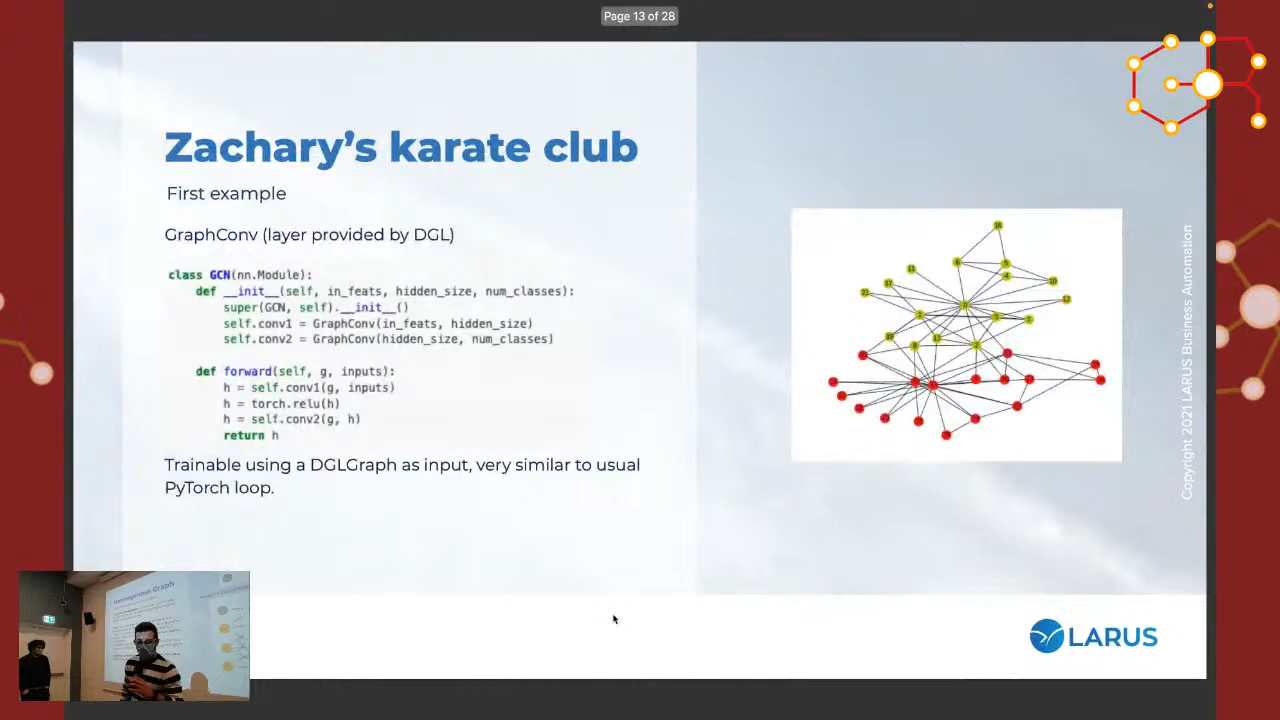 Page 13 of 28
Zachary's karate club
First example
GraphConv (layer provided by DGL)
class GCN(nn.Module):
def __init__(self, in_feats, hidden_size, num_classes):
super(GCN, self).__init__()
self.conv1 = GraphConv(in_feats, hidden_size)
self.conv2 = GraphConv(hidden_size, num_classes)
def forward(self, g, inputs):
h = self.conv1(g, inputs)
h = torch.relu(h)
h = self.conv2(g, h)
return h
Trainable using a DGLGraph as input, very similar to usual
PyTorch loop.
Copyright 2021 LARUS Business Automation
LARUS